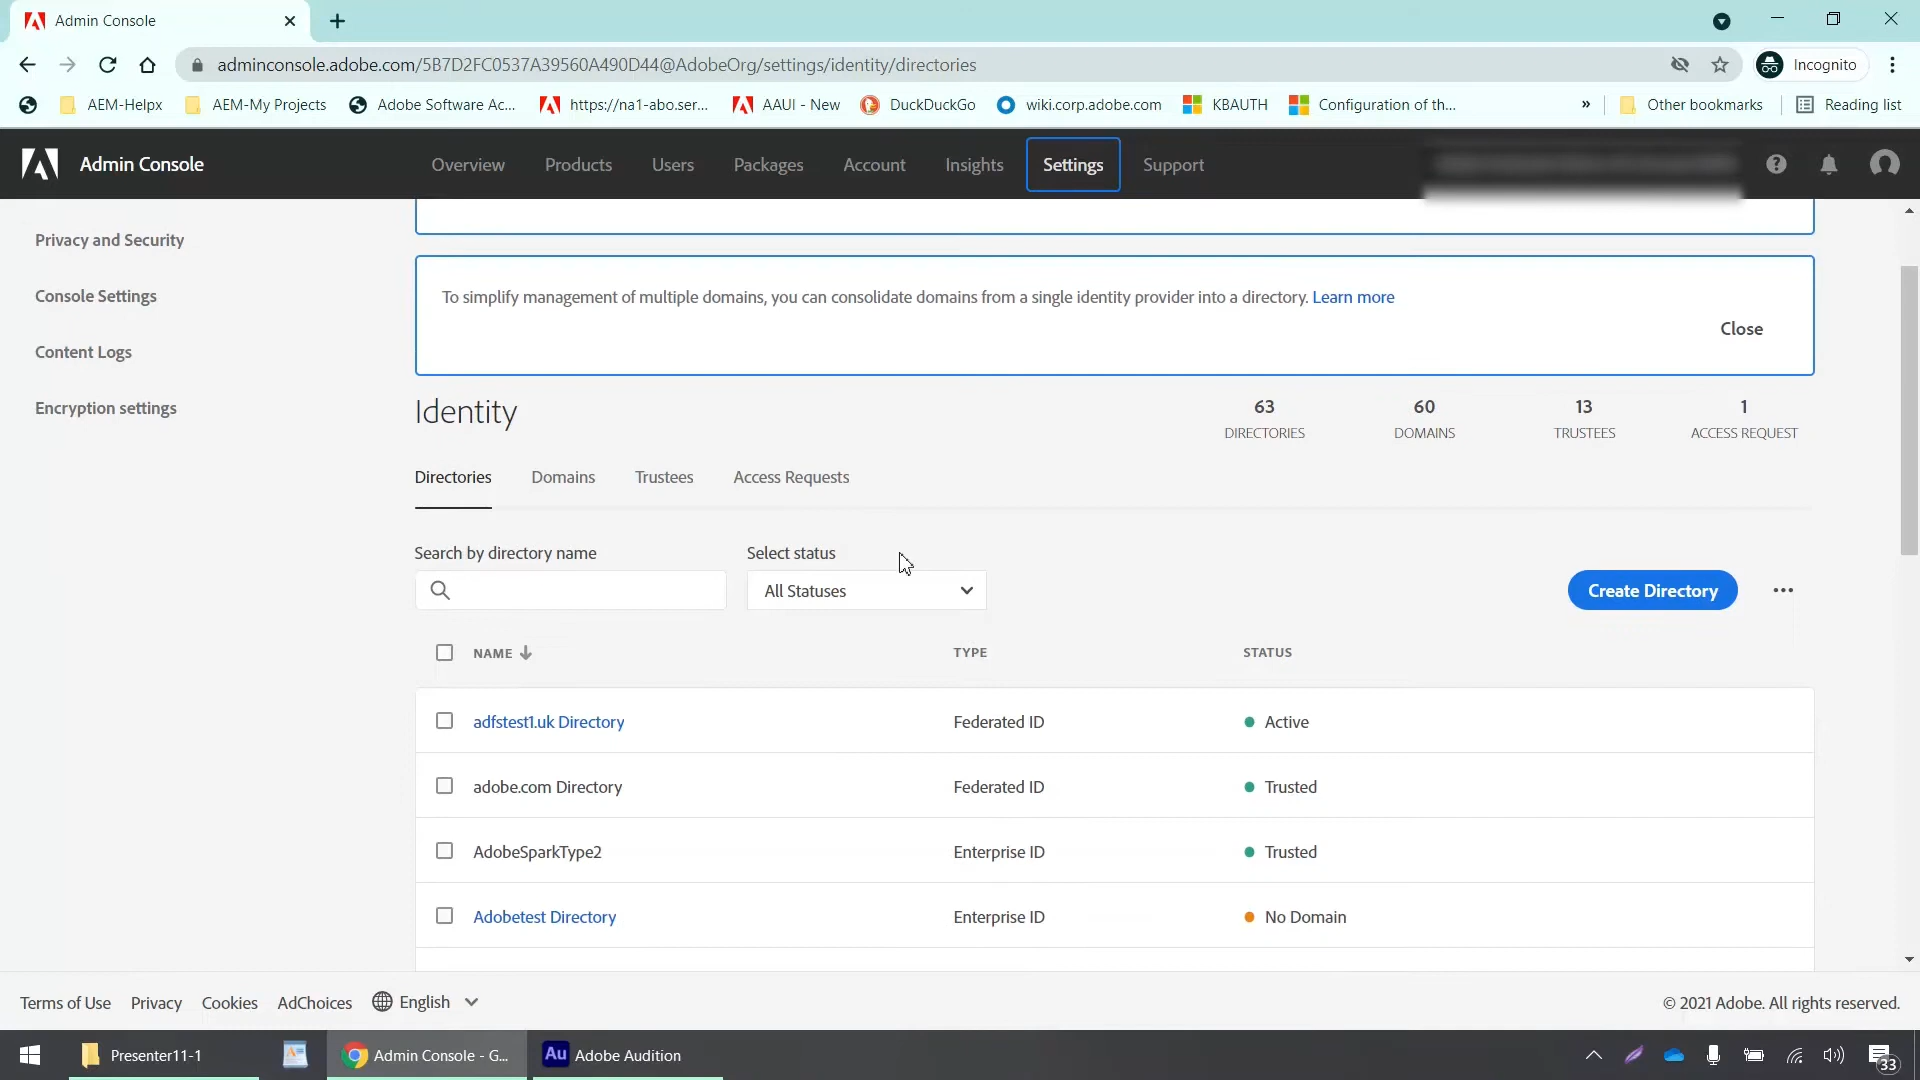 Admin Console
adminconsole.adobe.com/5B7D2FC0537A39560A490D44@AdobeOrg/settings/identity/directories
Incognito
AEM-Helpx
AEM-My Projects
Adobe Software Ac...
https://na1-abo.ser...
AAUI - New
DuckDuckGo
wiki.corp.adobe.com
KBAUTH
Configuration of th...
»
Other bookmarks
Reading list
Admin Console
Overview
Products
Users
Packages
Account
Insights
Settings
Support
Privacy and Security
Console Settings
Content Logs
Encryption settings
To simplify management of multiple domains, you can consolidate domains from a single identity provider into a directory. Learn more
Close
Identity
63 DIRECTORIES
60 DOMAINS
13 TRUSTEES
1 ACCESS REQUEST
Directories
Domains
Trustees
Access Requests
Search by directory name
Select status
All Statuses
Create Directory
NAME
TYPE
STATUS
adfstest1.uk Directory
Federated ID
Active
adobe.com Directory
Federated ID
Trusted
AdobeSparkType2
Enterprise ID
Trusted
Adobetest Directory
Enterprise ID
No Domain
Terms of Use
Privacy
Cookies
AdChoices
English
© 2021 Adobe. All rights reserved.
Presenter11-1
Admin Console - G...
Au
Adobe Audition
33